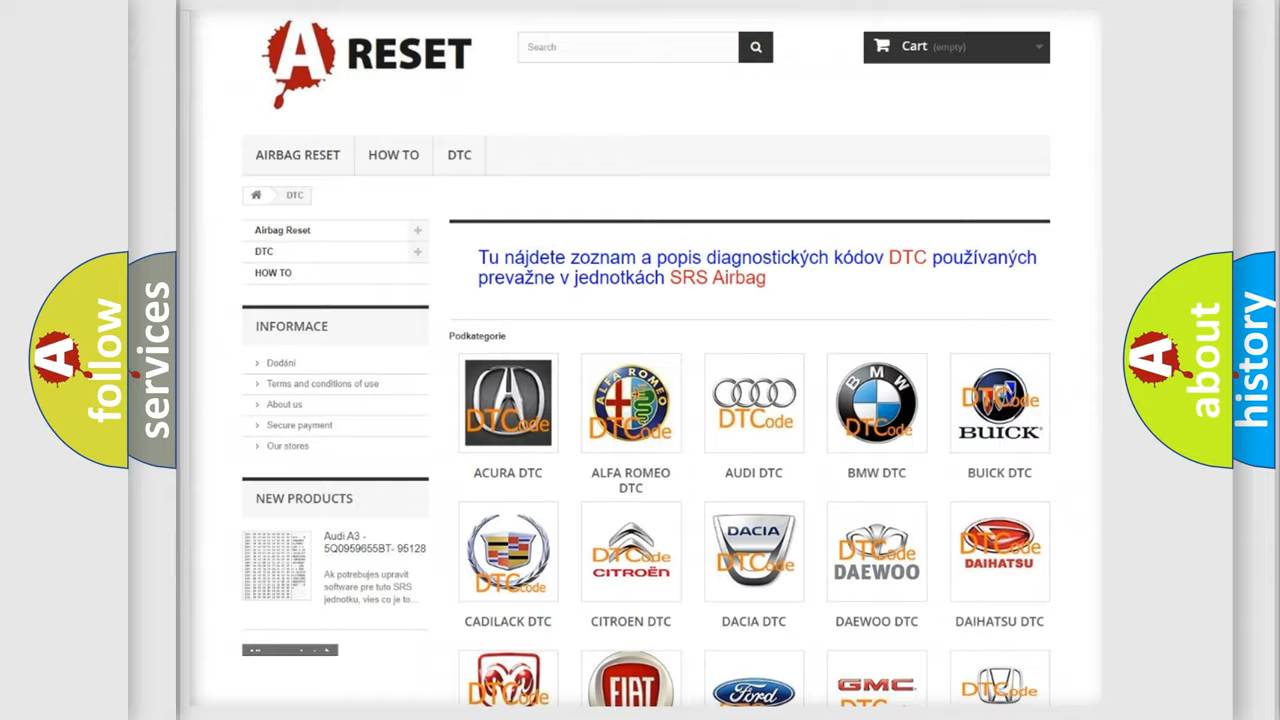 A RESET
Search
Cart (empty)
AIRBAG RESET
HOW TO
DTC
DTC
Airbag Reset
DTC
HOW TO
INFORMACE
Dodání
Terms and conditions of use
About us
Secure payment
Our stores
NEW PRODUCTS
Audi A3 -
5Q0959655BT- 95128
Ak potrebujes upravit
software pre tuto SRS
jednotku, vies co je to...
Tu nájdete zoznam a popis diagnostických kódov DTC používaných
prevažne v jednotkách SRS Airbag
Podkategorie
DTCode
ALFA ROMEO
DTCode
DTCode
BMW
DTCode
DTCode
BUICK
ACURA DTC
ALFA ROMEO
DTC
AUDI DTC
BMW DTC
BUICK DTC
DTCode
DTCode
CITROËN
DACIA
DTCode
DTCode
DAEWOO
DTCode
DAIHATSU
CADILACK DTC
CITROEN DTC
DACIA DTC
DAEWOO DTC
DAIHATSU DTC
DTCode
FIAT
Ford
GMC
DTCode
A follow
services
A about
history